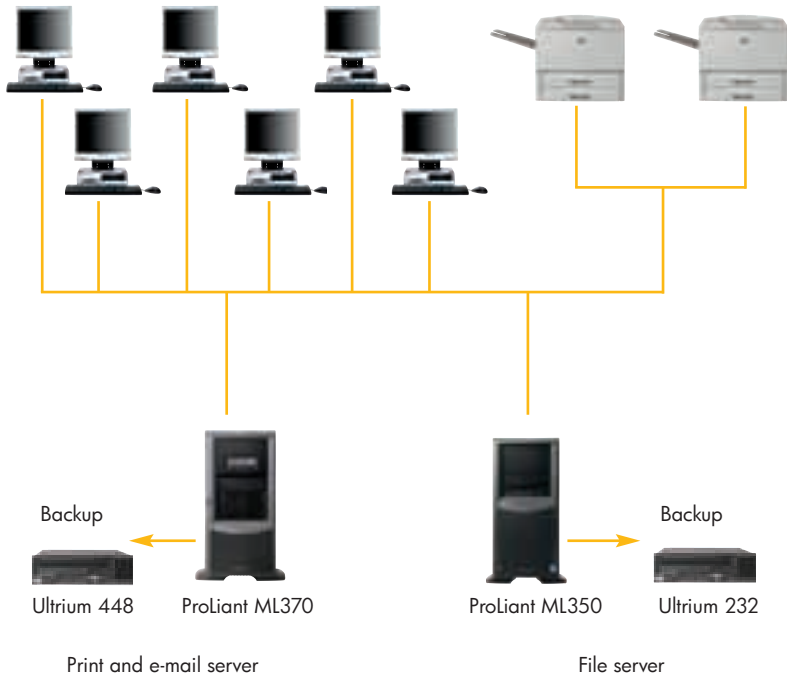 Backup
Backup
Ultrium 448
ProLiant ML370
ProLiant ML350
Ultrium 232
Print and e-mail server
File server